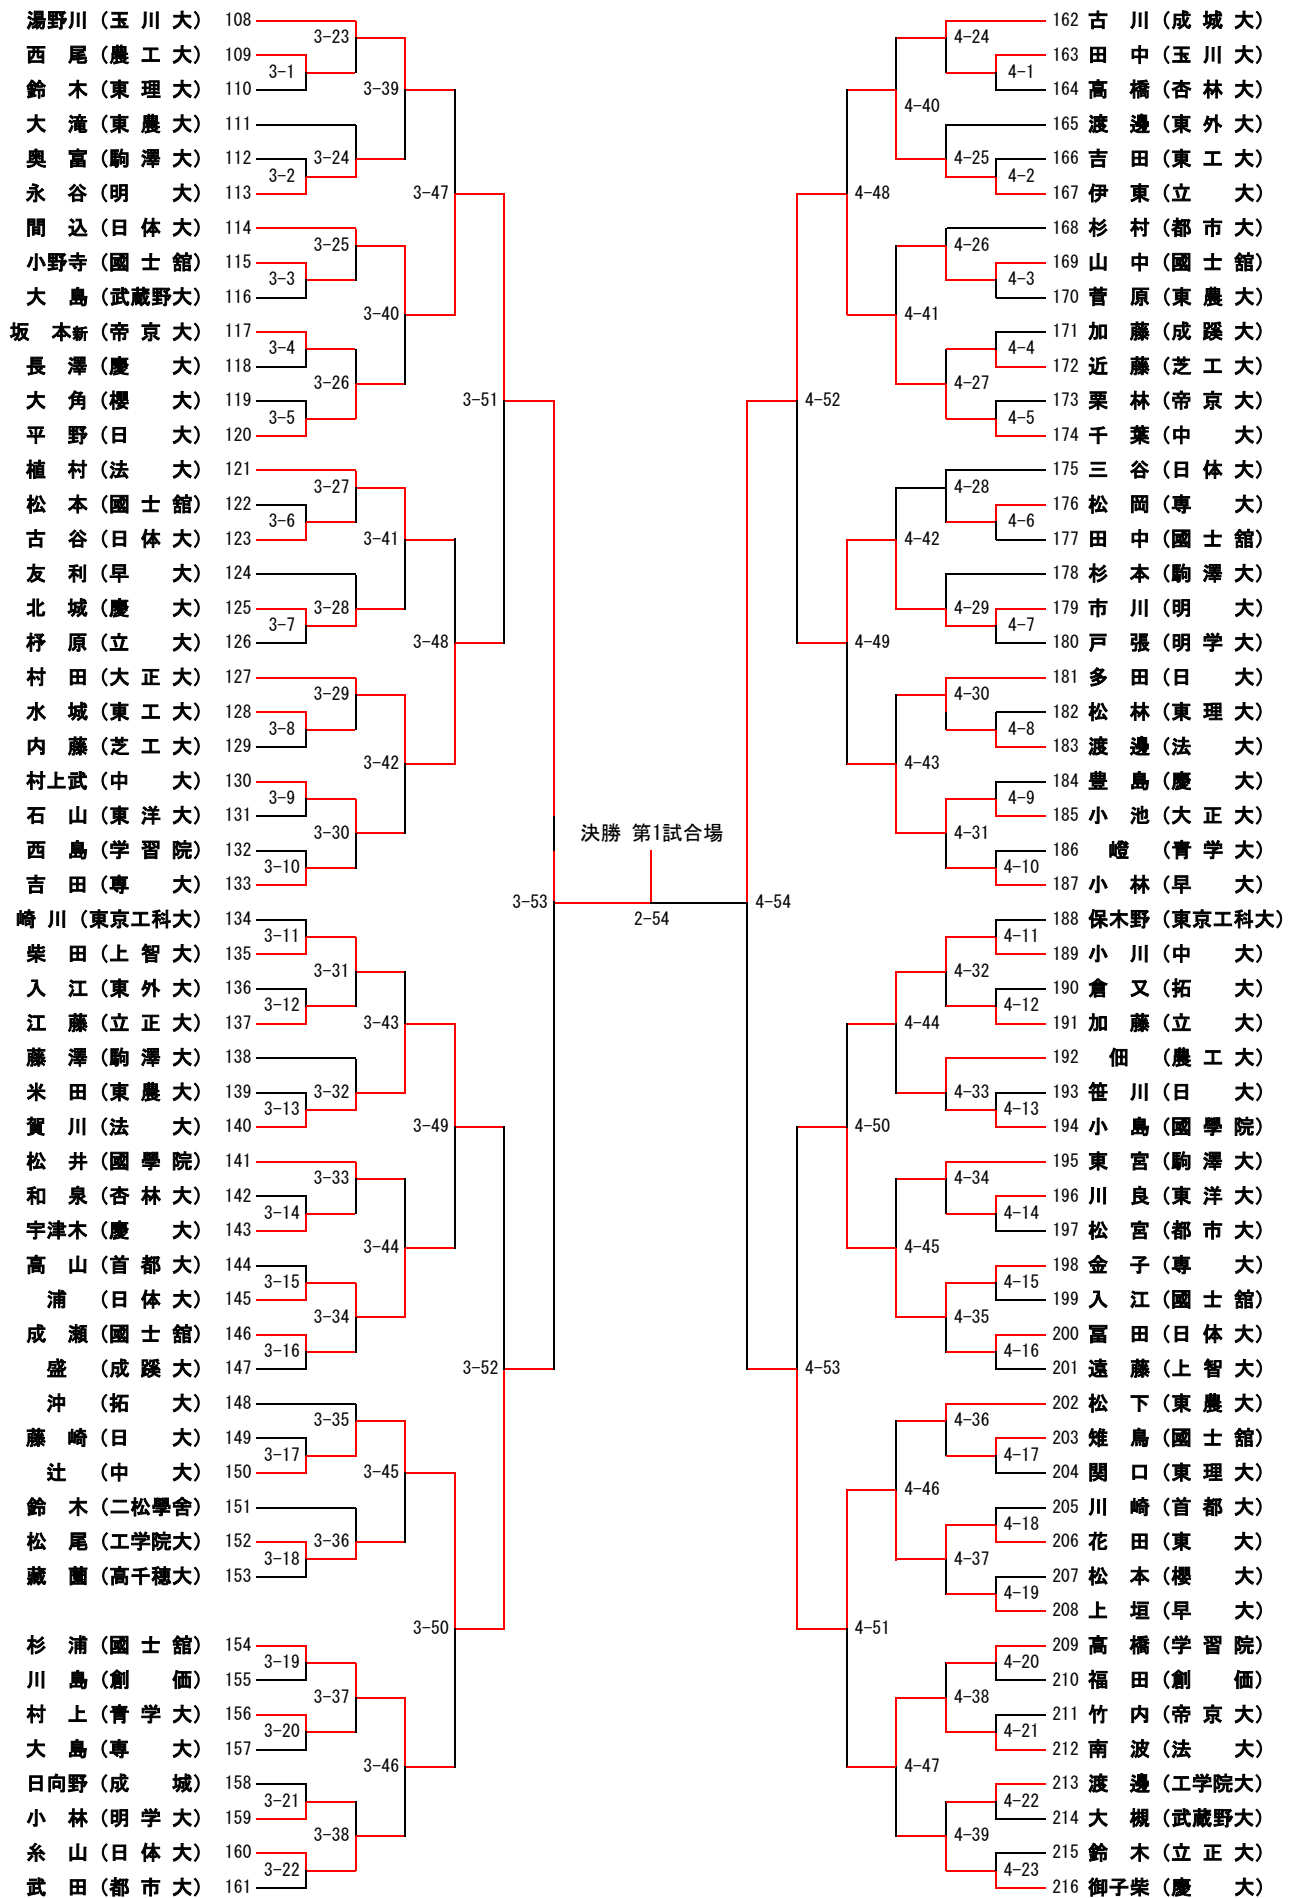 湯野川（玉 川 大） 108
西 尾（農 工 大） 109
鈴 木（東 理 大） 110
大 滝（東 農 大） 111
奥 富（駒 澤 大） 112
永 谷（明 大） 113
間 込（日 体 大） 114
小野寺（國 士 舘） 115
大 島（武蔵野大） 116
坂 本新（帝 京 大） 117
長 澤（慶 大） 118
大 角（櫻 大） 119
平 野（日 大） 120
植 村（法 大） 121
松 本（國 士 舘） 122
古 谷（日 体 大） 123
友 利（早 大） 124
北 城（慶 大） 125
杼 原（立 大） 126
村 田（大 正 大） 127
水 城（東 工 大） 128
内 藤（芝 工 大） 129
村上武（中 大） 130
石 山（東 洋 大） 131
西 島（学 習 院） 132
吉 田（専 大） 133
崎 川（東京工科大） 134
柴 田（上 智 大） 135
入 江（東 外 大） 136
江 藤（立 正 大） 137
藤 澤（駒 澤 大） 138
米 田（東 農 大） 139
賀 川（法 大） 140
松 井（國 學 院） 141
和 泉（杏 林 大） 142
宇津木（慶 大） 143
高 山（首 都 大） 144
浦 （日 体 大） 145
成 瀬（國 士 舘） 146
盛 （成 蹊 大） 147
沖 （拓 大） 148
藤 崎（日 大） 149
辻 （中 大） 150
鈴 木（二松學舍） 151
松 尾（工学院大） 152
藏 薗（高千穂大） 153
杉 浦（國 士 舘） 154
川 島（創 価） 155
村 上（青 学 大） 156
大 島（専 大） 157
日向野（成 城） 158
小 林（明 学 大） 159
糸 山（日 体 大） 160
武 田（都 市 大） 161
3-1
3-2
3-3
3-4
3-5
3-6
3-7
3-8
3-9
3-10
3-11
3-12
3-13
3-14
3-15
3-16
3-17
3-18
3-19
3-20
3-21
3-22
3-23
3-24
3-25
3-26
3-27
3-28
3-29
3-30
3-31
3-32
3-33
3-34
3-35
3-36
3-37
3-38
3-39
3-40
3-41
3-42
3-43
3-44
3-45
3-46
3-47
3-48
3-49
3-50
3-51
3-52
3-53
決勝 第1試合場
2-54
4-54
4-52
4-53
4-48
4-49
4-50
4-51
4-40
4-41
4-42
4-43
4-44
4-45
4-46
4-47
4-24
4-25
4-26
4-27
4-28
4-29
4-30
4-31
4-32
4-33
4-34
4-35
4-36
4-37
4-38
4-39
4-1
4-2
4-3
4-4
4-5
4-6
4-7
4-8
4-9
4-10
4-11
4-12
4-13
4-14
4-15
4-16
4-17
4-18
4-19
4-20
4-21
4-22
4-23
162 古 川（成 城 大）
163 田 中（玉 川 大）
164 高 橋（杏 林 大）
165 渡 邊（東 外 大）
166 吉 田（東 工 大）
167 伊 東（立 大）
168 杉 村（都 市 大）
169 山 中（國 士 舘）
170 菅 原（東 農 大）
171 加 藤（成 蹊 大）
172 近 藤（芝 工 大）
173 栗 林（帝 京 大）
174 千 葉（中 大）
175 三 谷（日 体 大）
176 松 岡（専 大）
177 田 中（國 士 舘）
178 杉 本（駒 澤 大）
179 市 川（明 大）
180 戸 張（明 学 大）
181 多 田（日 大）
182 松 林（東 理 大）
183 渡 邊（法 大）
184 豊 島（慶 大）
185 小 池（大 正 大）
186 嶝 （青 学 大）
187 小 林（早 大）
188 保木野（東京工科大）
189 小 川（中 大）
190 倉 又（拓 大）
191 加 藤（立 大）
192 佃 （農 工 大）
193 笹 川（日 大）
194 小 島（國 學 院）
195 東 宮（駒 澤 大）
196 川 良（東 洋 大）
197 松 宮（都 市 大）
198 金 子（専 大）
199 入 江（國 士 舘）
200 冨 田（日 体 大）
201 遠 藤（上 智 大）
202 松 下（東 農 大）
203 雉 鳥（國 士 舘）
204 関 口（東 理 大）
205 川 崎（首 都 大）
206 花 田（東 大）
207 松 本（櫻 大）
208 上 垣（早 大）
209 高 橋（学 習 院）
210 福 田（創 価）
211 竹 内（帝 京 大）
212 南 波（法 大）
213 渡 邊（工学院大）
214 大 槻（武蔵野大）
215 鈴 木（立 正 大）
216 御子柴（慶 大）